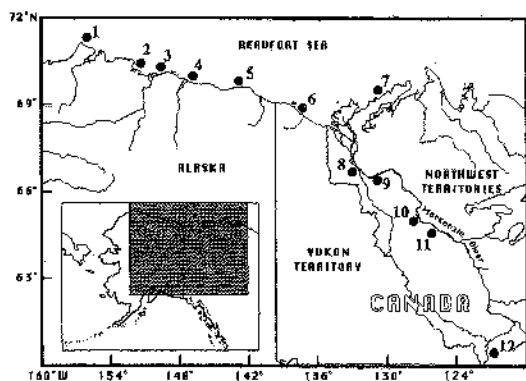 72°N
BEAUFORT SEA
1
2
3
4
5
6
7
69°
ALASKA
8
9
NORTHWEST
TERRITORIES
66°
10
11
Mackenzie River
YUKON
TERRITORY
63°
CANADA
12
160°W
154°
148°
136°
130°
124°